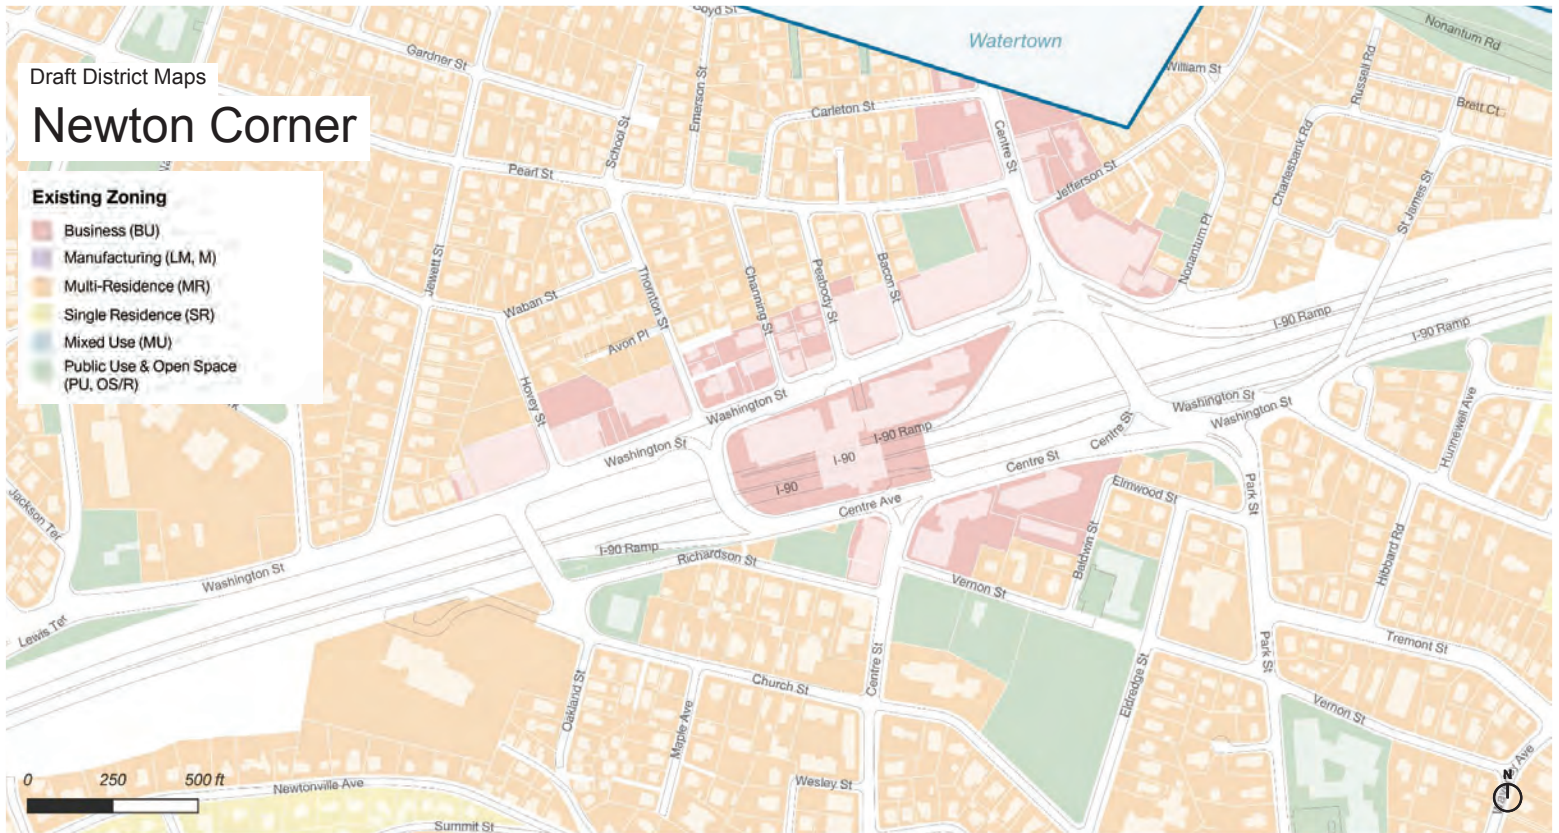 Draft District Maps
Newton Corner
Existing Zoning
Business (BU)
Manufacturing (LM, M)
Multi-Residence (MR)
Single Residence (SR)
Mixed Use (MU)
Public Use & Open Space
(PU, OS/R)
Watertown
Nonantum Rd
Gardner St
William St
Russell Rd
Brett Ct
Carleton St
Emerson St
School St
Centre St
Charlesbank Rd
Pearl St
Jefferson St
St James St
Nonantum Pl
Jewett St
Thornton St
Channing St
Peabody St
Bacon St
Waban St
Avon Pl
I-90 Ramp
I-90 Ramp
Hovey St
Washington St
Washington St
Washington St
Washington St
Hunnewell Ave
I-90 Ramp
I-90
I-90
Centre St
Centre St
Centre Ave
Elmwood St
Park St
Jackson Ter
I-90 Ramp
Richardson St
Baldwin St
Hibbard Rd
Washington St
Vernon St
Lewis Ter
Tremont St
Park St
Centre St
Church St
Eldredge St
Oakland St
Maple Ave
Vernon St
Wesley St
Newtonville Ave
Summit St
0 250 500 ft
N